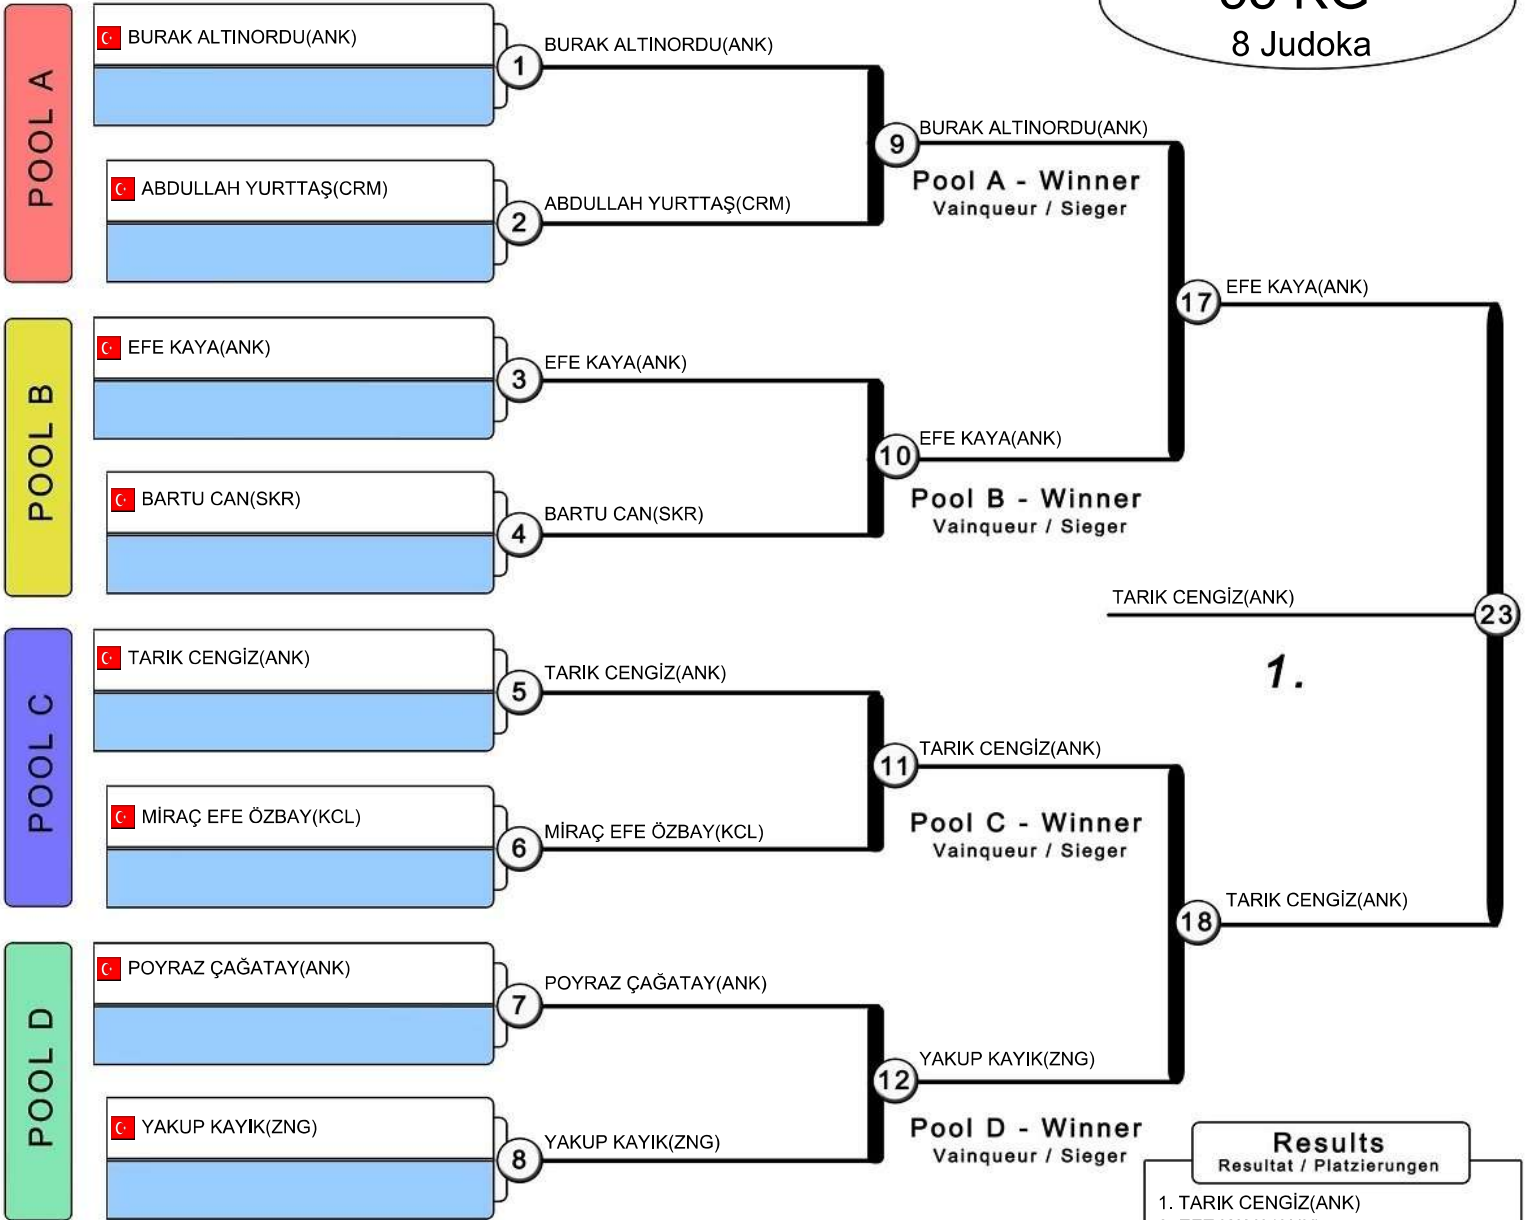 8 Judoka
POOL A
BURAK ALTINORDU(ANK)
1
BURAK ALTINORDU(ANK)
ABDULLAH YURTTAŞ(CRM)
2
ABDULLAH YURTTAŞ(CRM)
9
BURAK ALTINORDU(ANK)
Pool A - Winner
Vainqueur / Sieger
POOL B
EFE KAYA(ANK)
3
EFE KAYA(ANK)
BARTU CAN(SKR)
4
BARTU CAN(SKR)
10
EFE KAYA(ANK)
Pool B - Winner
Vainqueur / Sieger
17
EFE KAYA(ANK)
POOL C
TARIK CENGİZ(ANK)
5
TARIK CENGİZ(ANK)
MİRAÇ EFE ÖZBAY(KCL)
6
MİRAÇ EFE ÖZBAY(KCL)
11
TARIK CENGİZ(ANK)
Pool C - Winner
Vainqueur / Sieger
POOL D
POYRAZ ÇAĞATAY(ANK)
7
POYRAZ ÇAĞATAY(ANK)
YAKUP KAYIK(ZNG)
8
YAKUP KAYIK(ZNG)
12
YAKUP KAYIK(ZNG)
Pool D - Winner
Vainqueur / Sieger
18
TARIK CENGİZ(ANK)
TARIK CENGİZ(ANK)
23
1.
Results
Resultat / Platzierungen
1. TARIK CENGİZ(ANK)